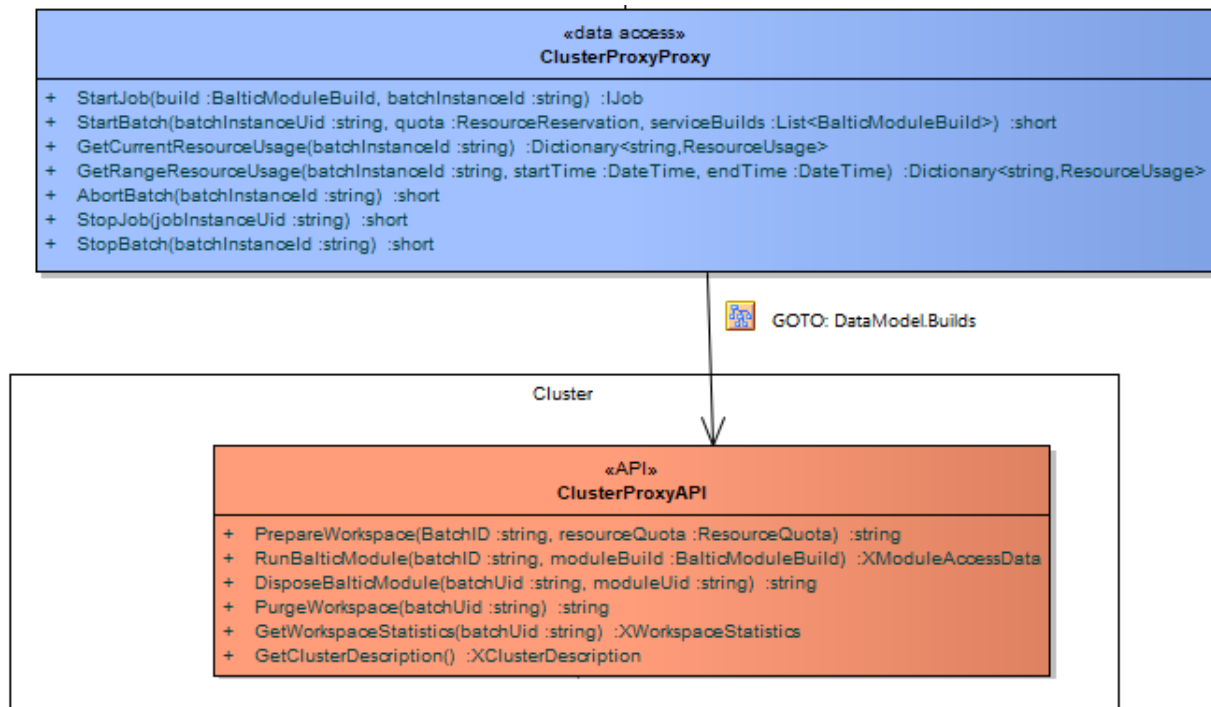 «data access»
ClusterProxyProxy
+ StartJob(build :BalticModuleBuild, batchInstanceId :string) :IJob
+ StartBatch(batchInstanceUid :string, quota :ResourceReservation, serviceBuilds :List<BalticModuleBuild>) :short
+ GetCurrentResourceUsage(batchInstanceId :string) :Dictionary<string,ResourceUsage>
+ GetRangeResourceUsage(batchInstanceId :string, startTime :DateTime, endTime :DateTime) :Dictionary<string,ResourceUsage>
+ AbortBatch(batchInstanceId :string) :short
+ StopJob(jobInstanceUid :string) :short
+ StopBatch(batchInstanceId :string) :short
GOTO: DataModel.Builds
Cluster
«API»
ClusterProxyAPI
+ PrepareWorkspace(BatchID :string, resourceQuota :ResourceQuota) :string
+ RunBalticModule(batchID :string, moduleBuild :BalticModuleBuild) :XModuleAccessData
+ DisposeBalticModule(batchUid :string, moduleUid :string) :string
+ PurgeWorkspace(batchUid :string) :string
+ GetWorkspaceStatistics(batchUid :string) :XWorkspaceStatistics
+ GetClusterDescription() :XClusterDescription